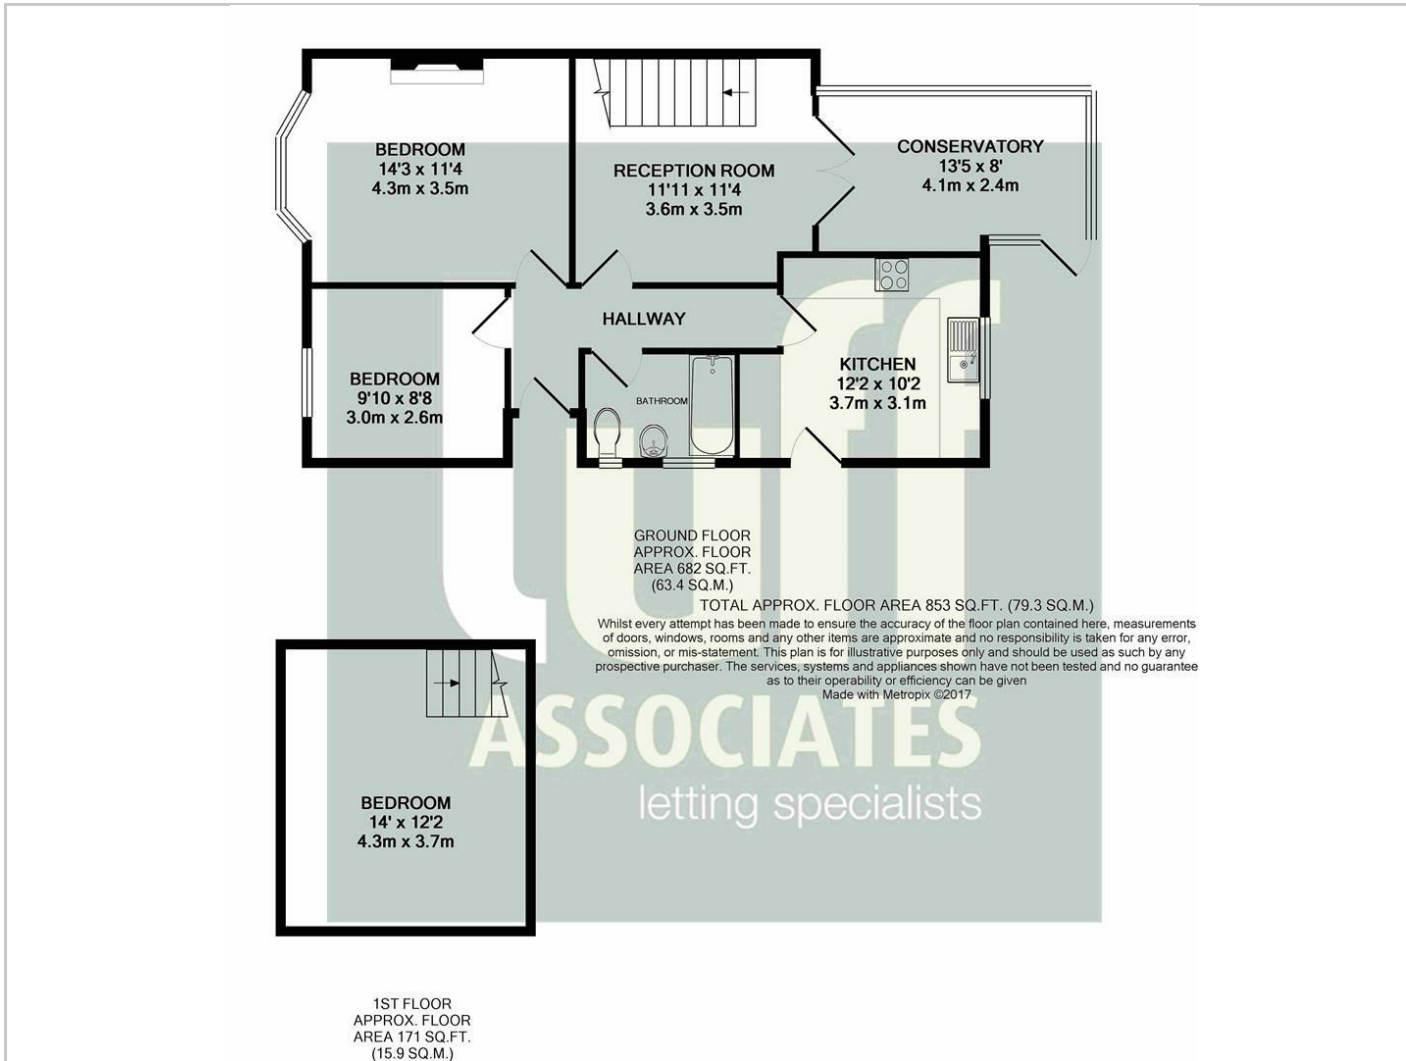 BEDROOM
14'3 x 11'4
4.3m x 3.5m
RECEPTION ROOM
11'11 x 11'4
3.6m x 3.5m
CONSERVATORY
13'5 x 8'
4.1m x 2.4m
HALLWAY
BEDROOM
9'10 x 8'8
3.0m x 2.6m
BATHROOM
KITCHEN
12'2 x 10'2
3.7m x 3.1m
GROUND FLOOR
APPROX. FLOOR
AREA 682 SQ.FT.
(63.4 SQ.M.)
TOTAL APPROX. FLOOR AREA 853 SQ.FT. (79.3 SQ.M.)
Whilst every attempt has been made to ensure the accuracy of the floor plan contained here, measurements
of doors, windows, rooms and any other items are approximate and no responsibility is taken for any error,
omission, or mis-statement. This plan is for illustrative purposes only and should be used as such by any
prospective purchaser. The services, systems and appliances shown have not been tested and no guarantee
as to their operability or efficiency can be given
Made with Metropix ©2017
luff
ASSOCIATES
letting specialists
BEDROOM
14' x 12'2
4.3m x 3.7m
1ST FLOOR
APPROX. FLOOR
AREA 171 SQ.FT.
(15.9 SQ.M.)